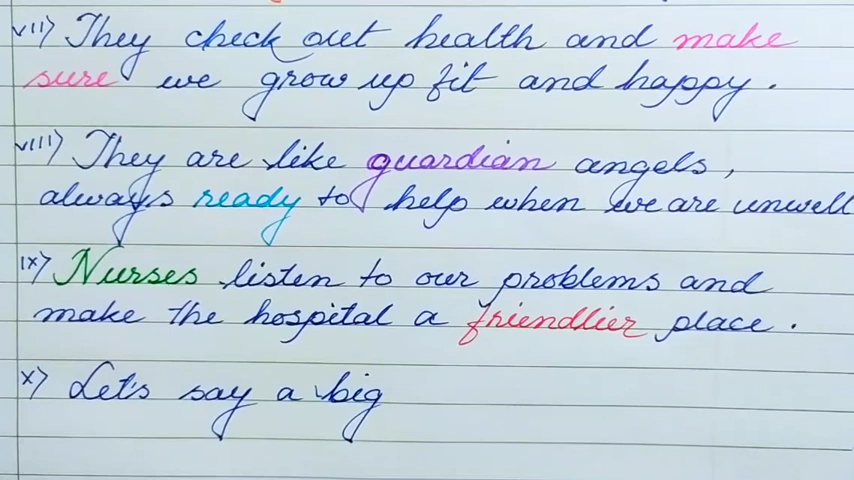 vii) They check out health and make
sure we grow up fit and happy.
viii) They are like guardian angels,
always ready to help when we are unwell
ix) Nurses listen to our problems and
make the hospital a friendlier place.
x) Let's say a big